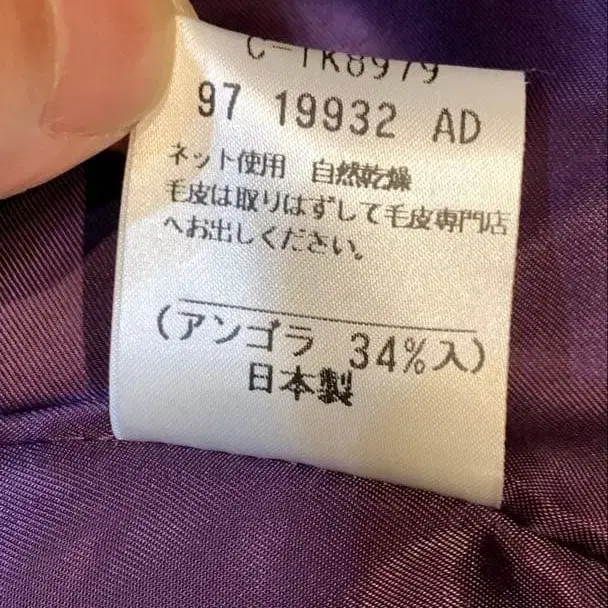 C-TK8979
97 19932 AD
ネット使用 自然乾燥
毛皮は取りはずして毛皮専門店
へお出しください。
(アンゴラ 34%入)
日本製